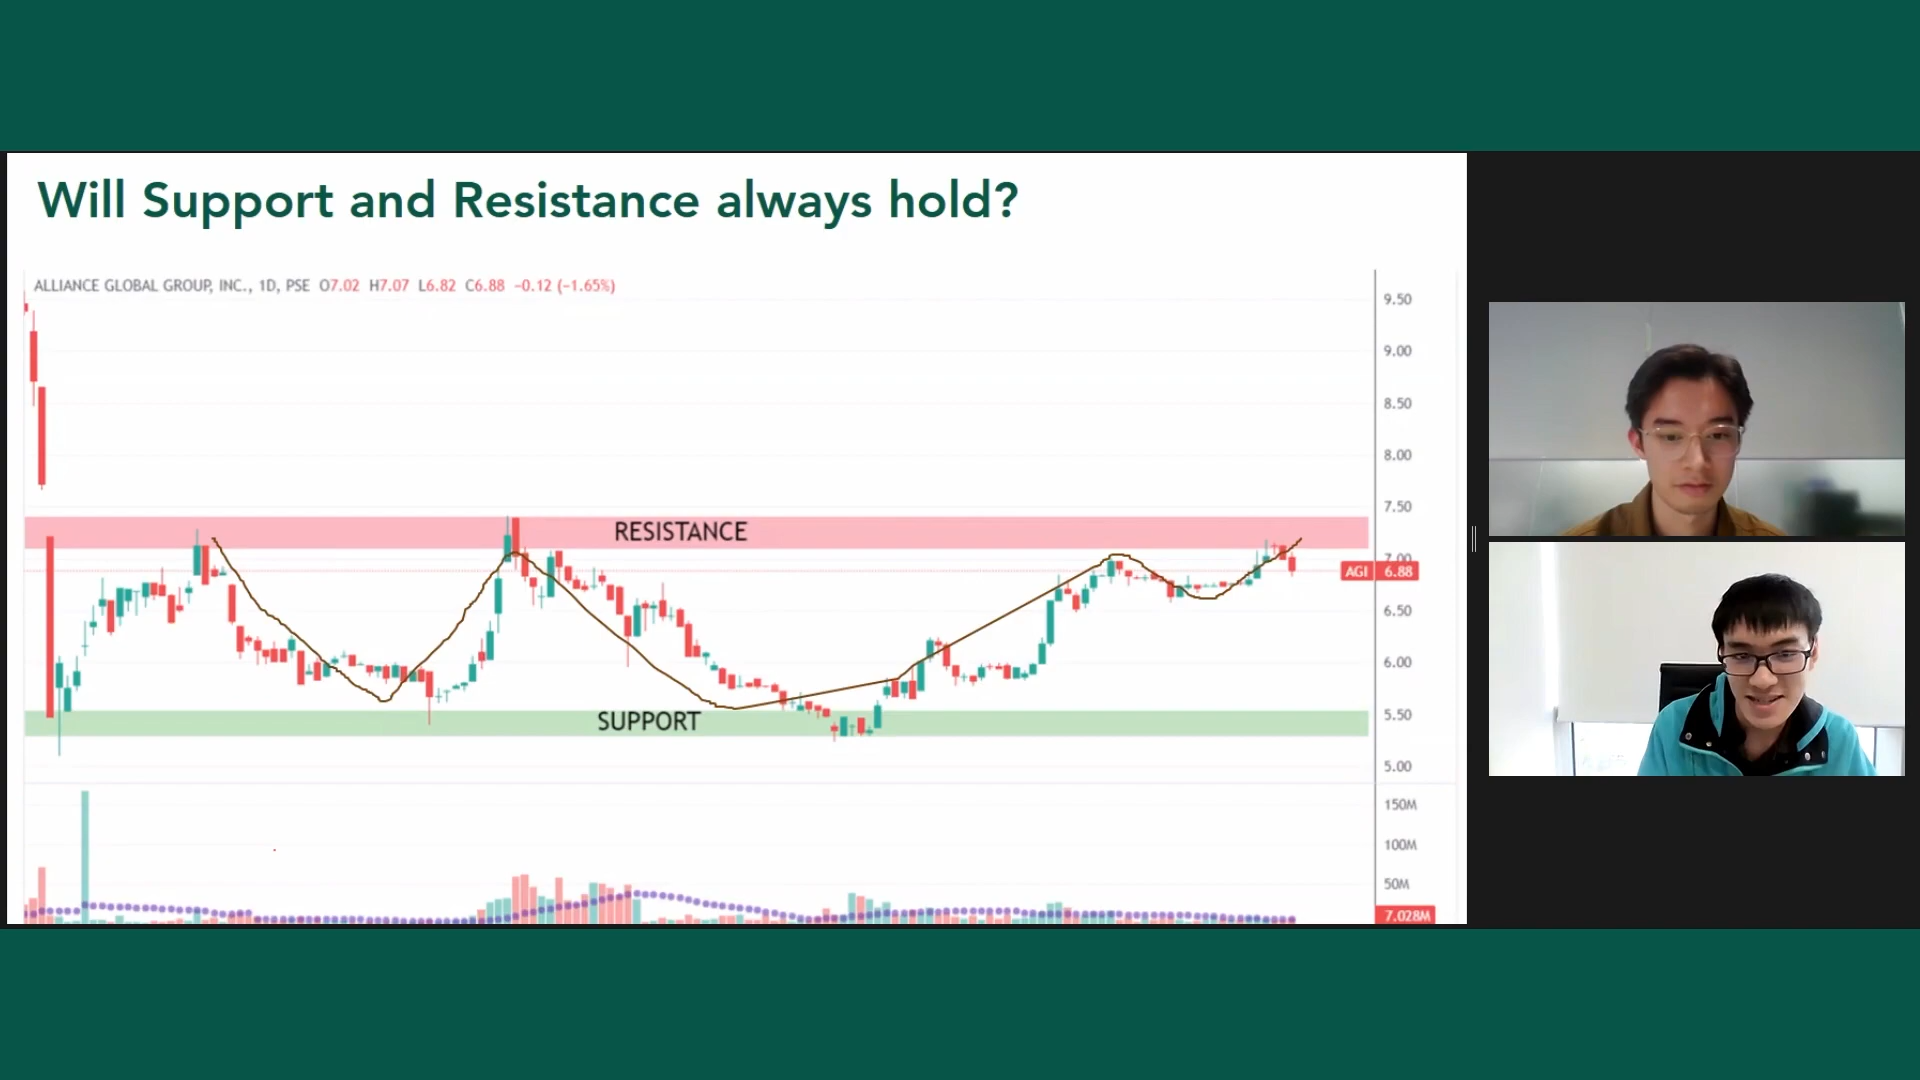 Will Support and Resistance always hold?
ALLIANCE GLOBAL GROUP, INC., 1D, PSE O7.02 H7.07 L6.82 C6.88 −0.12 (−1.65%)
9.50
9.00
8.50
8.00
7.50
RESISTANCE
7.00
AGI 6.88
6.50
6.00
5.50
SUPPORT
5.00
150M
100M
50M
7.028M